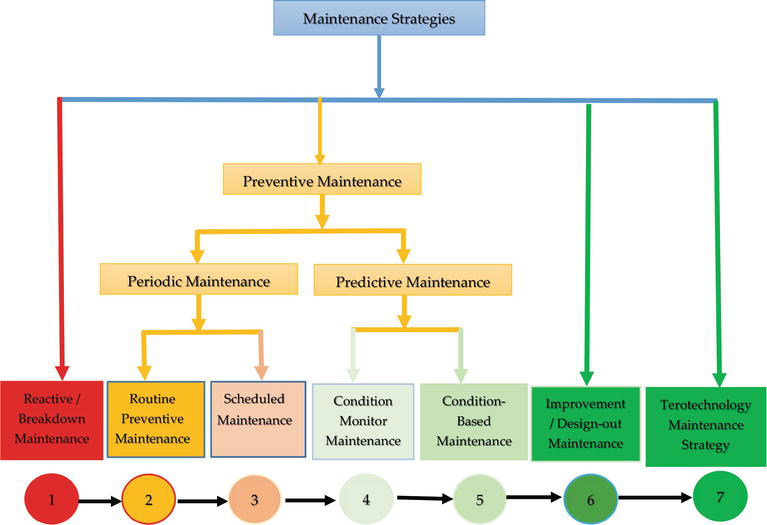 Maintenance Strategies
Preventive Maintenance
Periodic Maintenance
Predictive Maintenance
Reactive /
Breakdown
Maintenance
Routine
Preventive
Maintenance
Scheduled
Maintenance
Condition
Monitor
Maintenance
Condition-
Based
Maintenance
Improvement
/ Design-out
Maintenance
Terotechnology
Maintenance
Strategy
1
2
3
4
5
6
7